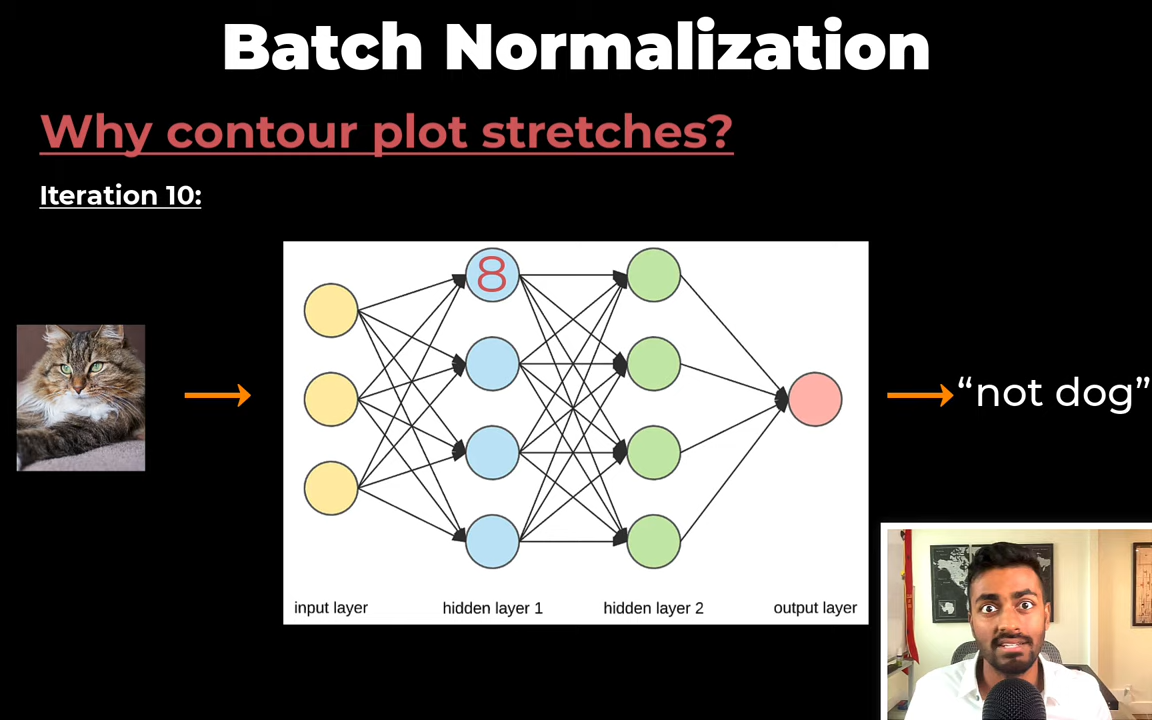 Batch Normalization
Why contour plot stretches?
Iteration 10:
8
“not dog”
input layer
hidden layer 1
hidden layer 2
output layer